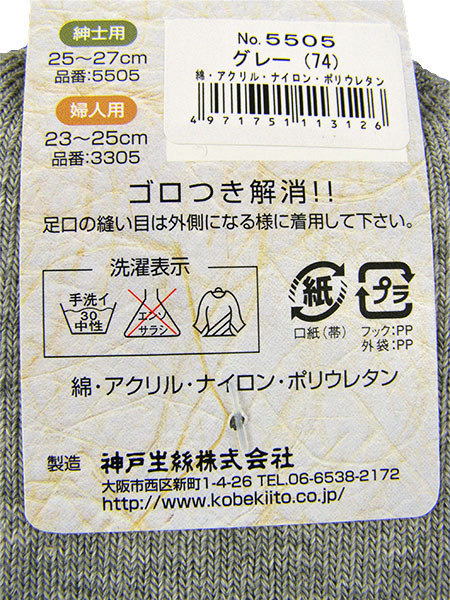 紳士用
25〜27cm
品番:5505
婦人用
23〜25cm
品番:3305
No.5505
グレー (74)
綿・アクリル・ナイロン・ポリウレタン
4971751113126
ゴロつき解消!!
足口の縫い目は外側になる様に着用して下さい。
洗濯表示
手洗イ
30
中性
エンソ
サラシ
紙
プラ
口紙(帯)
フック:PP
外袋:PP
綿・アクリル・ナイロン・ポリウレタン
製造 神戸生絲株式会社
大阪市西区新町1-4-26 TEL.06-6538-2172
http://www.kobekiito.co.jp/